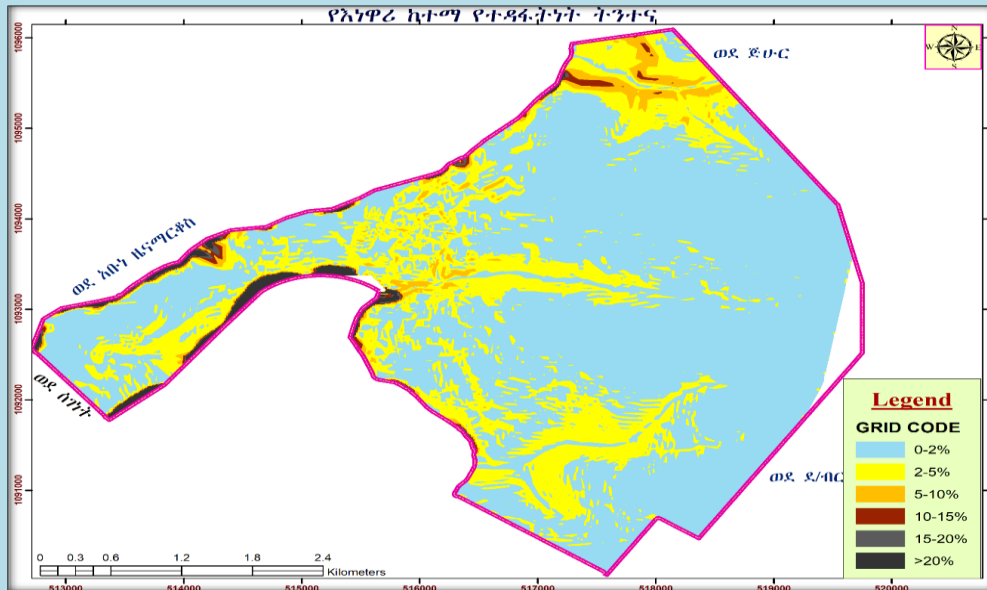 የእነዋሪ ከተማ የተዳፋትነት ትንተና
N
W E
S
ወደ ጅሁር
ወደ አቡነ ዜናማርቆስ
ወደ ሰገነት
ወደ ደ/ብር
1096000
1095000
1094000
1093000
1092000
1091000
Legend
GRID CODE
0-2%
2-5%
5-10%
10-15%
15-20%
>20%
0 0.3 0.6 1.2 1.8 2.4
Kilometers
513000 514000 515000 516000 517000 518000 519000 520000